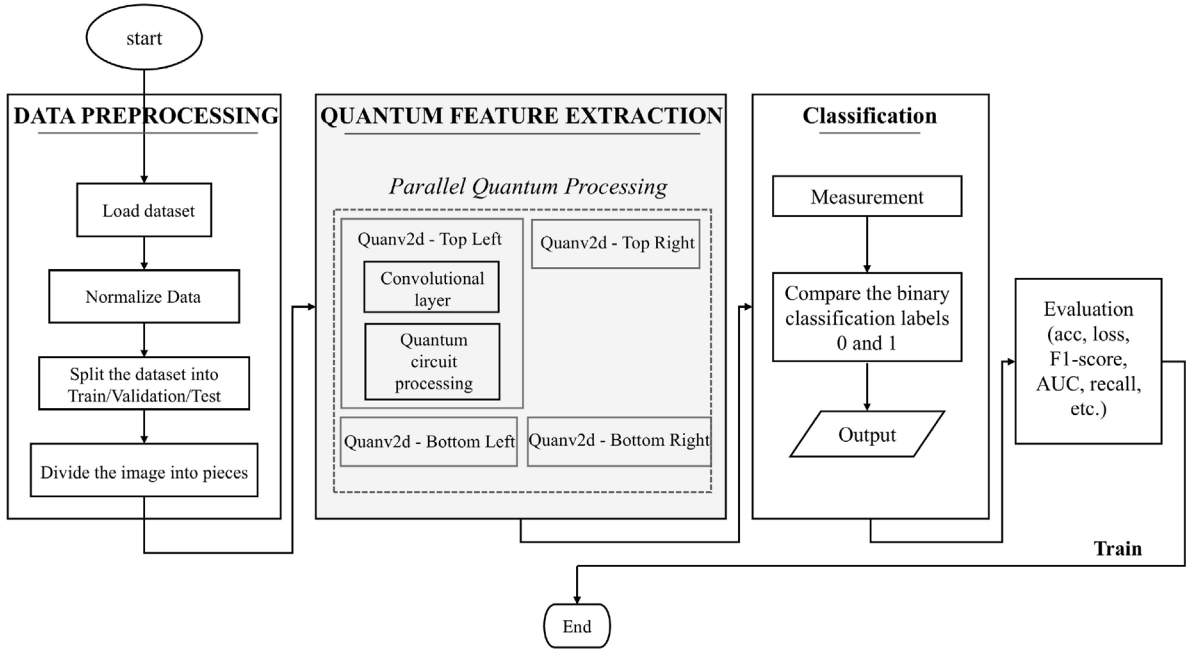 start
DATA PREPROCESSING
Load dataset
Normalize Data
Split the dataset into
Train/Validation/Test
Divide the image into pieces
QUANTUM FEATURE EXTRACTION
Parallel Quantum Processing
Quanv2d - Top Left
Convolutional
layer
Quantum
circuit
processing
Quanv2d - Top Right
Quanv2d - Bottom Left
Quanv2d - Bottom Right
Classification
Measurement
Compare the binary
classification labels
0 and 1
Output
Evaluation
(acc, loss,
F1-score,
AUC, recall,
etc.)
Train
End